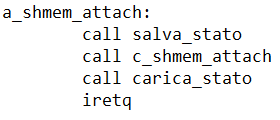 a_shmem_attach:
call salva_stato
call c_shmem_attach
call carica_stato
iretq